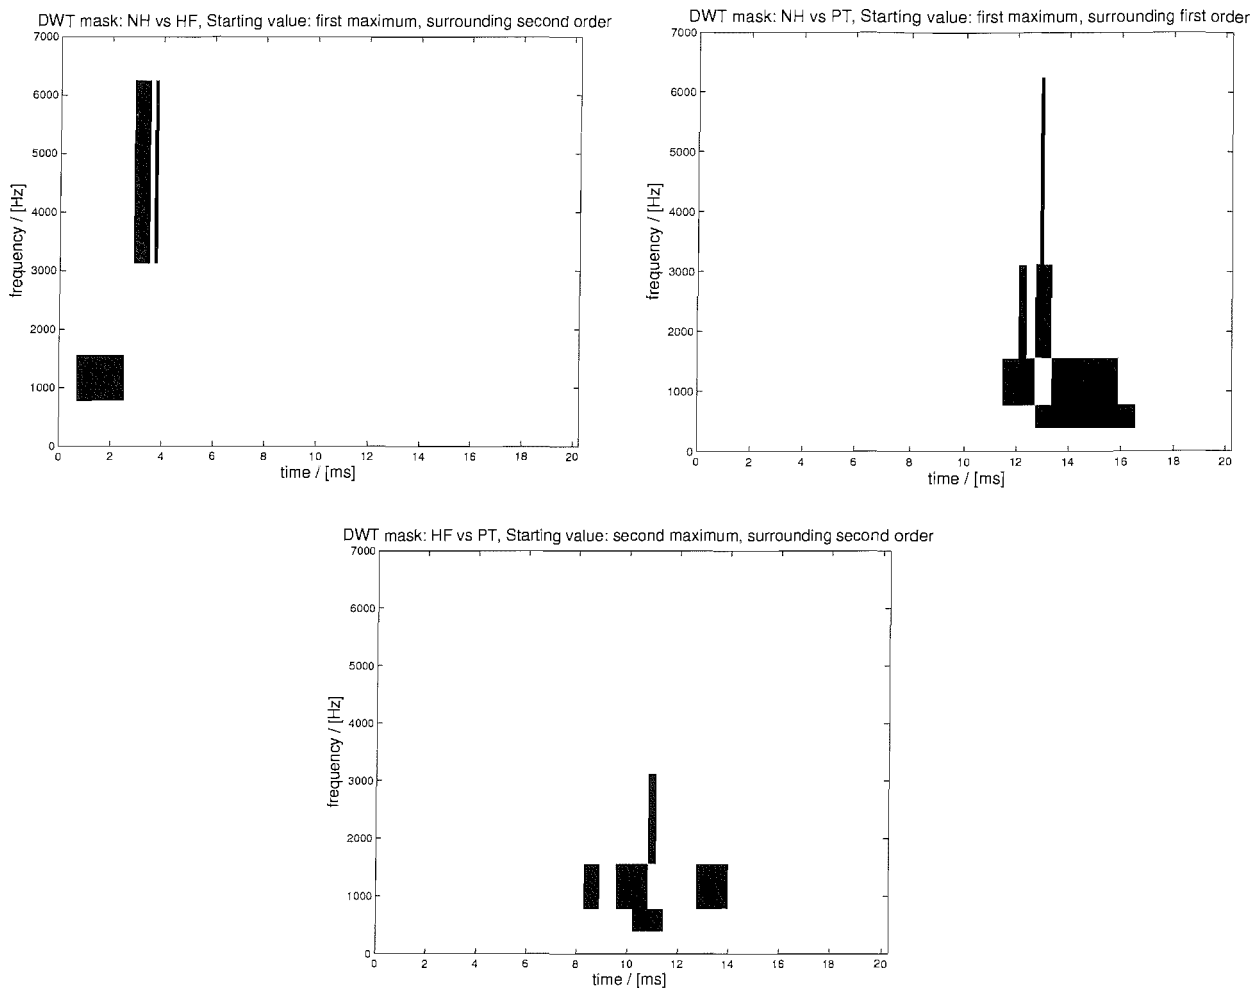 DWT mask: NH vs HF, Starting value: first maximum, surrounding second order
7000
6000
5000
4000
3000
2000
1000
0
frequency / [Hz]
0 2 4 6 8 10 12 14 16 18 20
time / [ms]
DWT mask: NH vs PT, Starting value: first maximum, surrounding first order
7000
6000
5000
4000
3000
2000
1000
0
frequency / [Hz]
0 2 4 6 8 10 12 14 16 18 20
time / [ms]
DWT mask: HF vs PT, Starting value: second maximum, surrounding second order
7000
6000
5000
4000
3000
2000
1000
0
frequency / [Hz]
0 2 4 6 8 10 12 14 16 18 20
time / [ms]